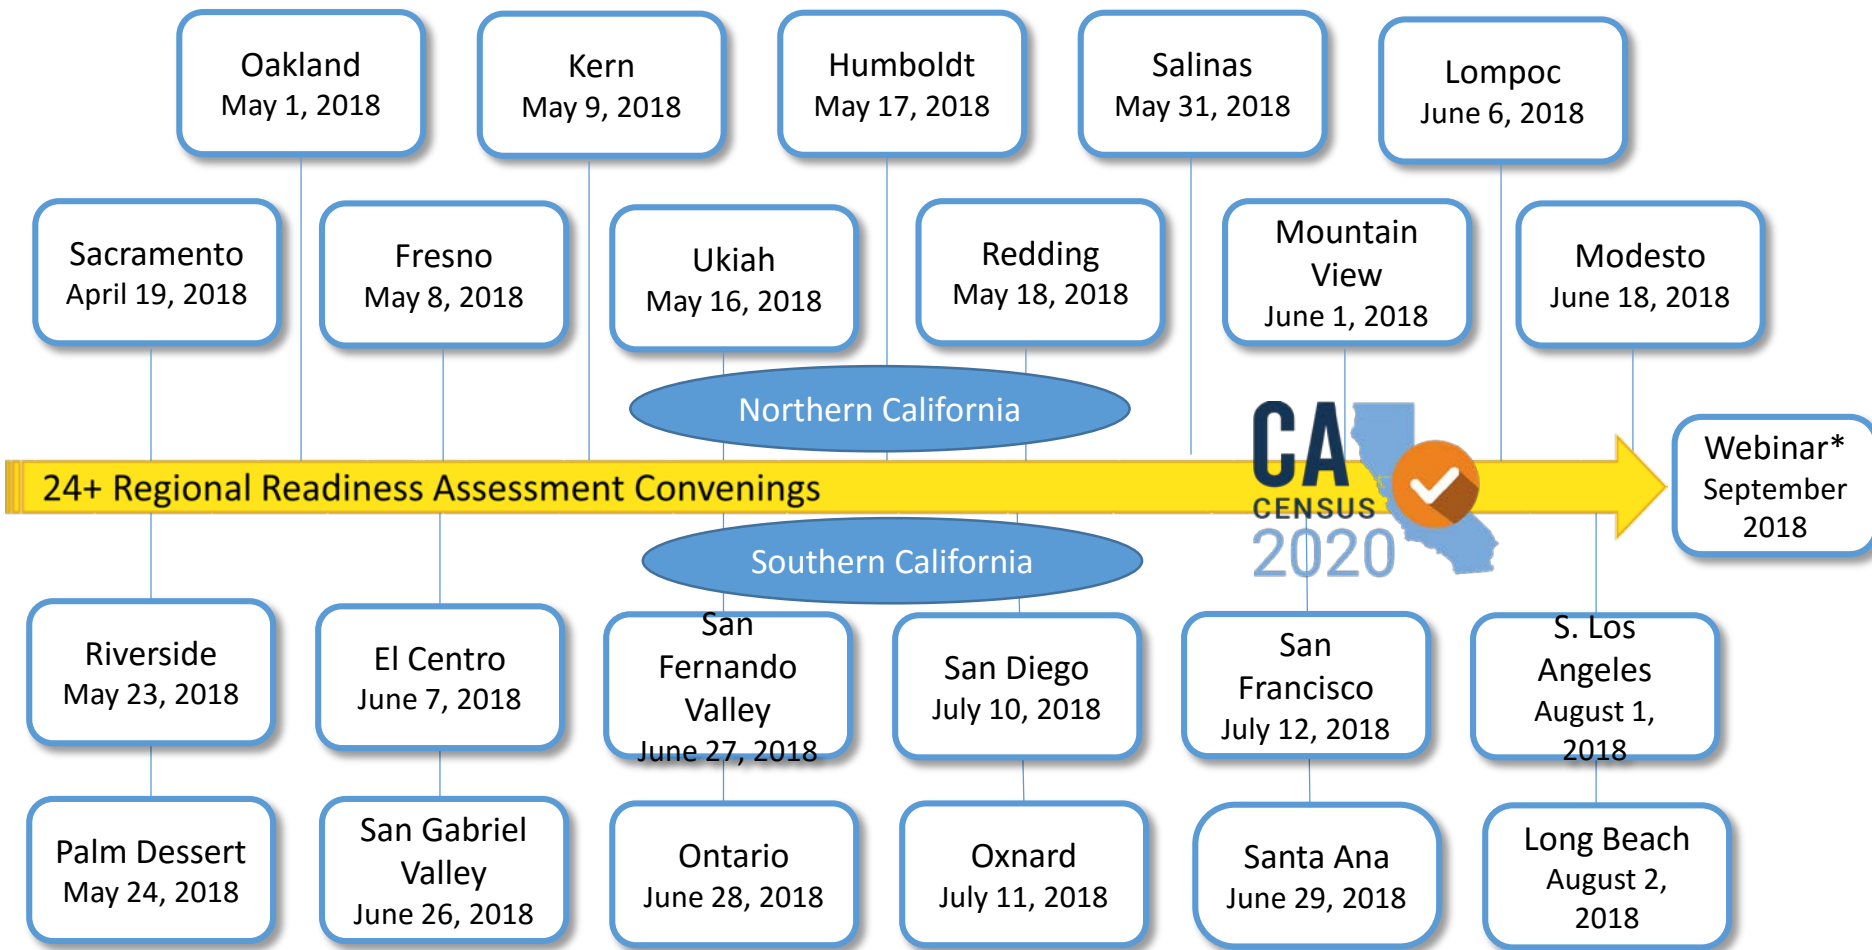 Oakland
May 1, 2018
Kern
May 9, 2018
Humboldt
May 17, 2018
Salinas
May 31, 2018
Lompoc
June 6, 2018
Sacramento
April 19, 2018
Fresno
May 8, 2018
Ukiah
May 16, 2018
Redding
May 18, 2018
Mountain
View
June 1, 2018
Modesto
June 18, 2018
Northern California
24+ Regional Readiness Assessment Convenings
CA
CENSUS
2020
Webinar*
September
2018
Southern California
Riverside
May 23, 2018
El Centro
June 7, 2018
San
Fernando
Valley
June 27, 2018
San Diego
July 10, 2018
San
Francisco
July 12, 2018
S. Los
Angeles
August 1,
2018
Palm Dessert
May 24, 2018
San Gabriel
Valley
June 26, 2018
Ontario
June 28, 2018
Oxnard
July 11, 2018
Santa Ana
June 29, 2018
Long Beach
August 2,
2018